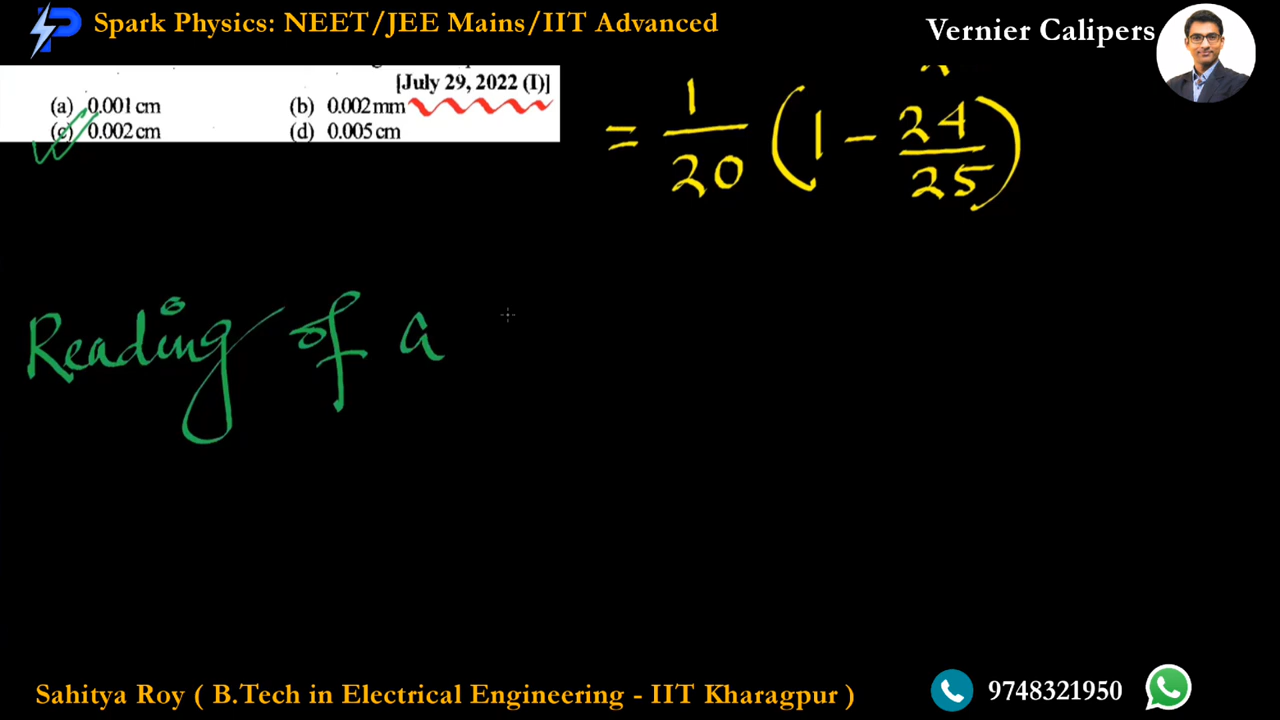 Spark Physics: NEET/JEE Mains/IIT Advanced
Vernier Calipers
[July 29, 2022 (I)]
(a) 0.001 cm (b) 0.002 mm
(c) 0.002 cm (d) 0.005 cm
= 1/20 (1 - 24/25)
Reading of a
Sahitya Roy ( B.Tech in Electrical Engineering - IIT Kharagpur )
9748321950